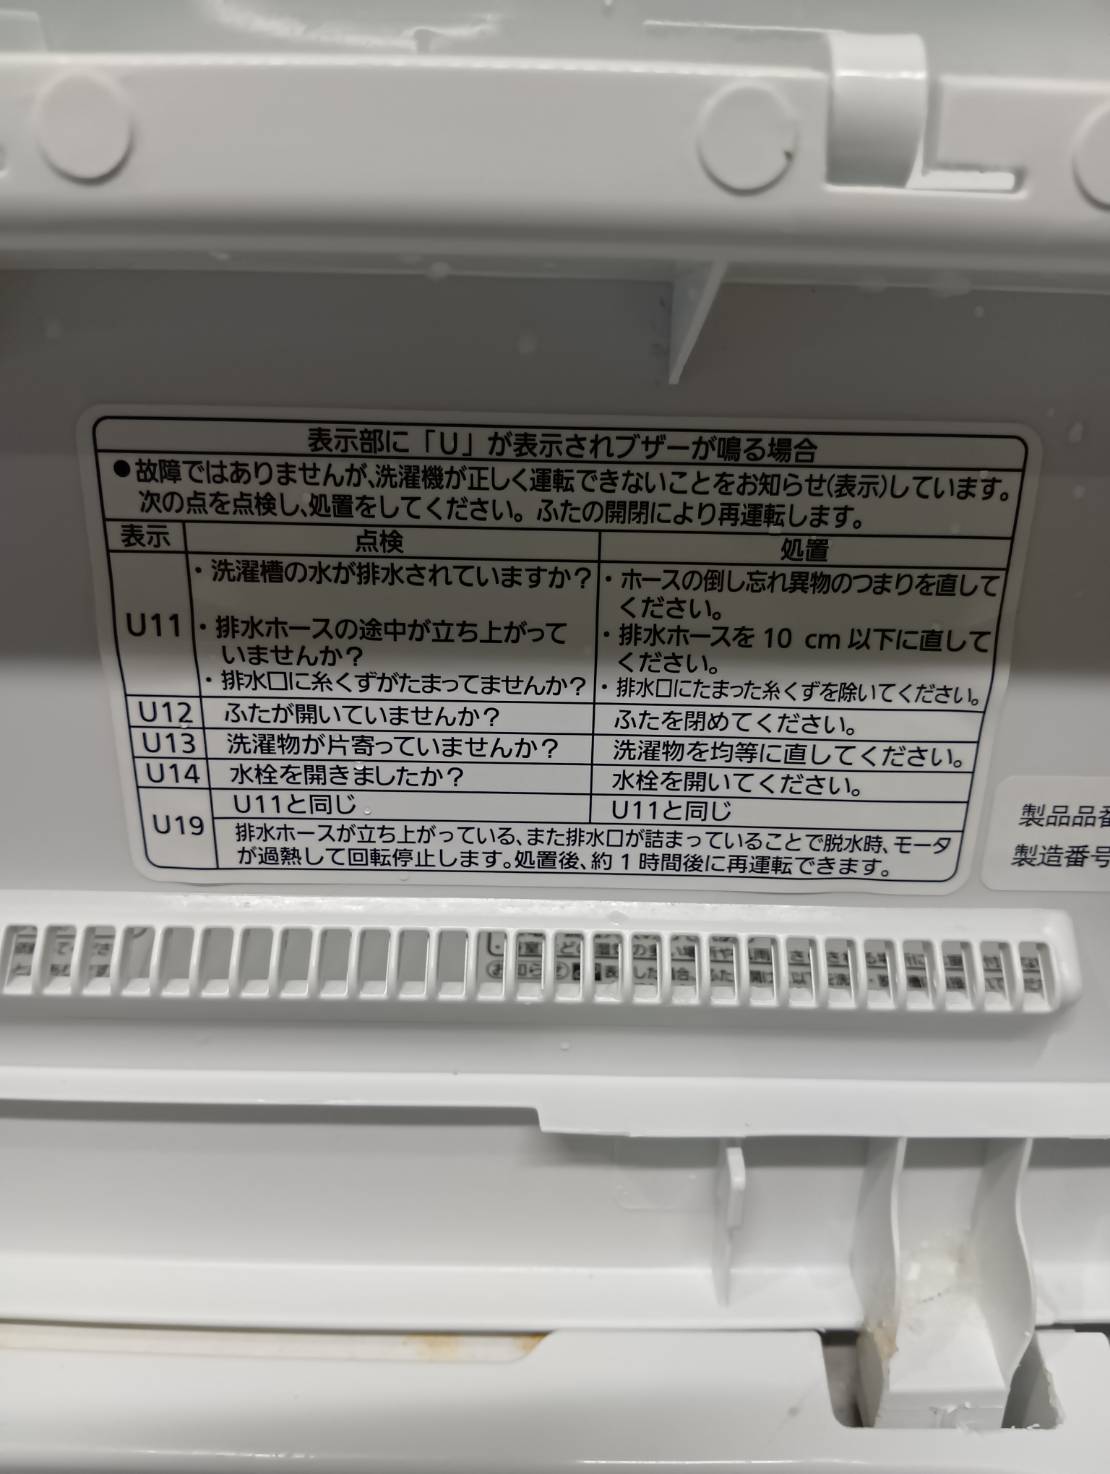 表示部に「U」が表示されブザーが鳴る場合
●故障ではありませんが、洗濯機が正しく運転できないことをお知らせ(表示)しています。
次の点を点検し、処置をしてください。ふたの開閉により再運転します。
表示 点検 処置
U11
・洗濯槽の水が排水されていますか?
・ホースの倒し忘れ異物のつまりを直して
ください。
・排水ホースの途中が立ち上がって
いませんか?
・排水ホースを 10 cm 以下に直して
ください。
・排水口に糸くずがたまってませんか?
・排水口にたまった糸くずを除いてください。
U12 ふたが開いていませんか? ふたを閉めてください。
U13 洗濯物が片寄っていませんか? 洗濯物を均等に直してください。
U14 水栓を開きましたか? 水栓を開いてください。
U19 U11と同じ U11と同じ
排水ホースが立ち上がっている、また排水口が詰まっていることで脱水時、モータ
が過熱して回転停止します。処置後、約1時間後に再運転できます。
製品品番
製造番号